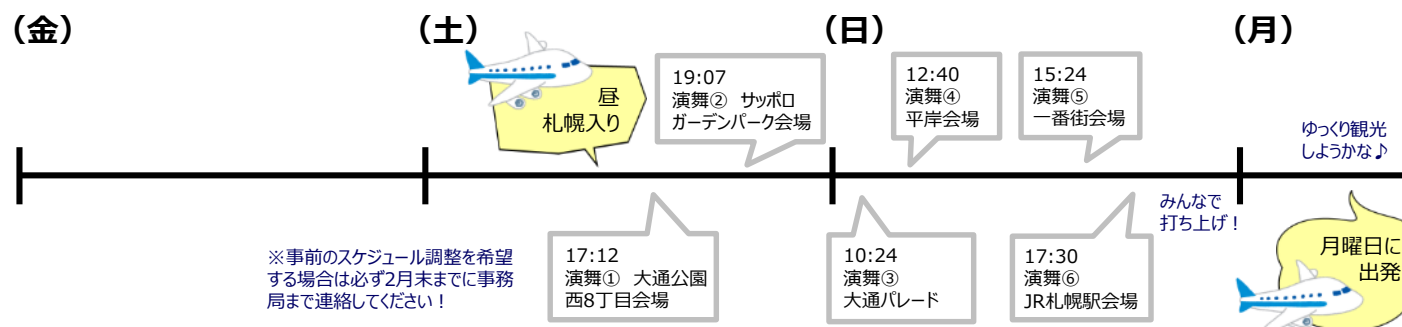 （金）
（土）
（日）
（月）
昼
札幌入り
19:07
演舞②　サッポロ
ガーデンパーク会場
12:40
演舞④
平岸会場
15:24
演舞⑤
一番街会場
ゆっくり観光
しようかな♪
※事前のスケジュール調整を希望
する場合は必ず2月末までに事務
局まで連絡してください！
17:12
演舞①　大通公園
西8丁目会場
10:24
演舞③
大通パレード
17:30
演舞⑥
JR札幌駅会場
みんなで
打ち上げ！
月曜日に
出発